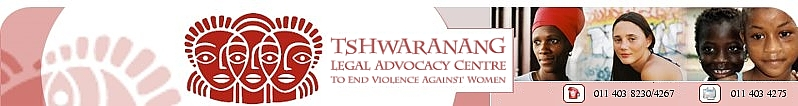 TSHWARANANG
LEGAL ADVOCACY CENTRE
TO END VIOLENCE AGAINST WOMEN
011 403 8230/4267
011 403 4275